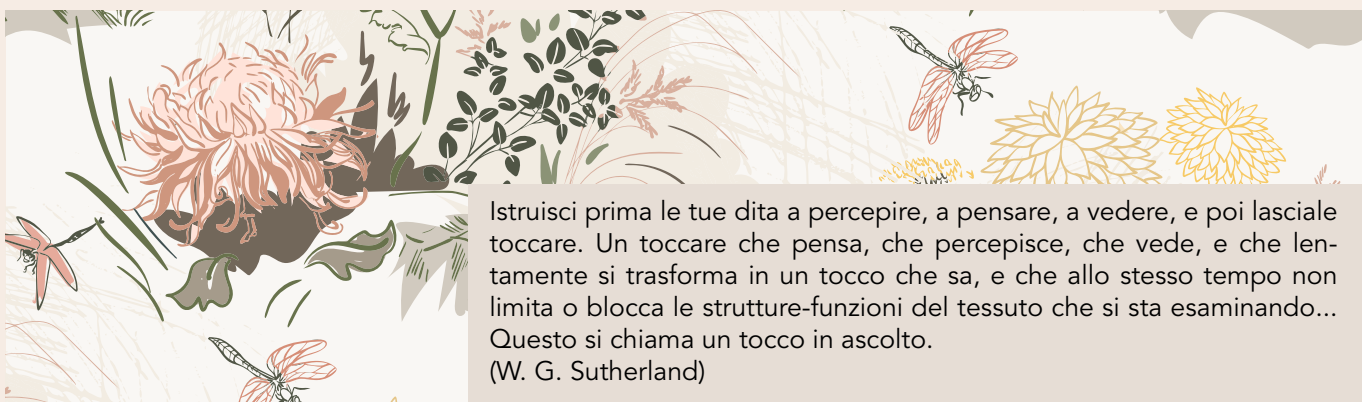 Istruisci prima le tue dita a percepire, a pensare, a vedere, e poi lasciale
toccare. Un toccare che pensa, che percepisce, che vede, e che len-
tamente si trasforma in un tocco che sa, e che allo stesso tempo non
limita o blocca le strutture-funzioni del tessuto che si sta esaminando...
Questo si chiama un tocco in ascolto.
(W. G. Sutherland)